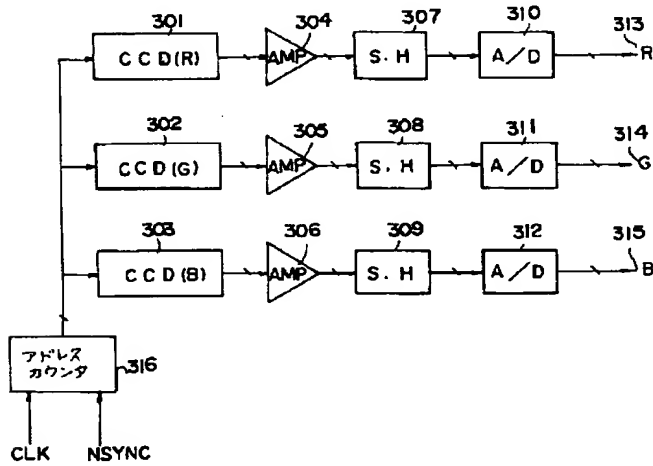 301 304 307 310 313
CCD(R) AMP S.H A/D R
302 305 308 311 314
CCD(G) AMP S.H A/D G
303 306 309 312 315
CCD(B) AMP S.H A/D B
アドレス
カウンタ 316
CLK NSYNC